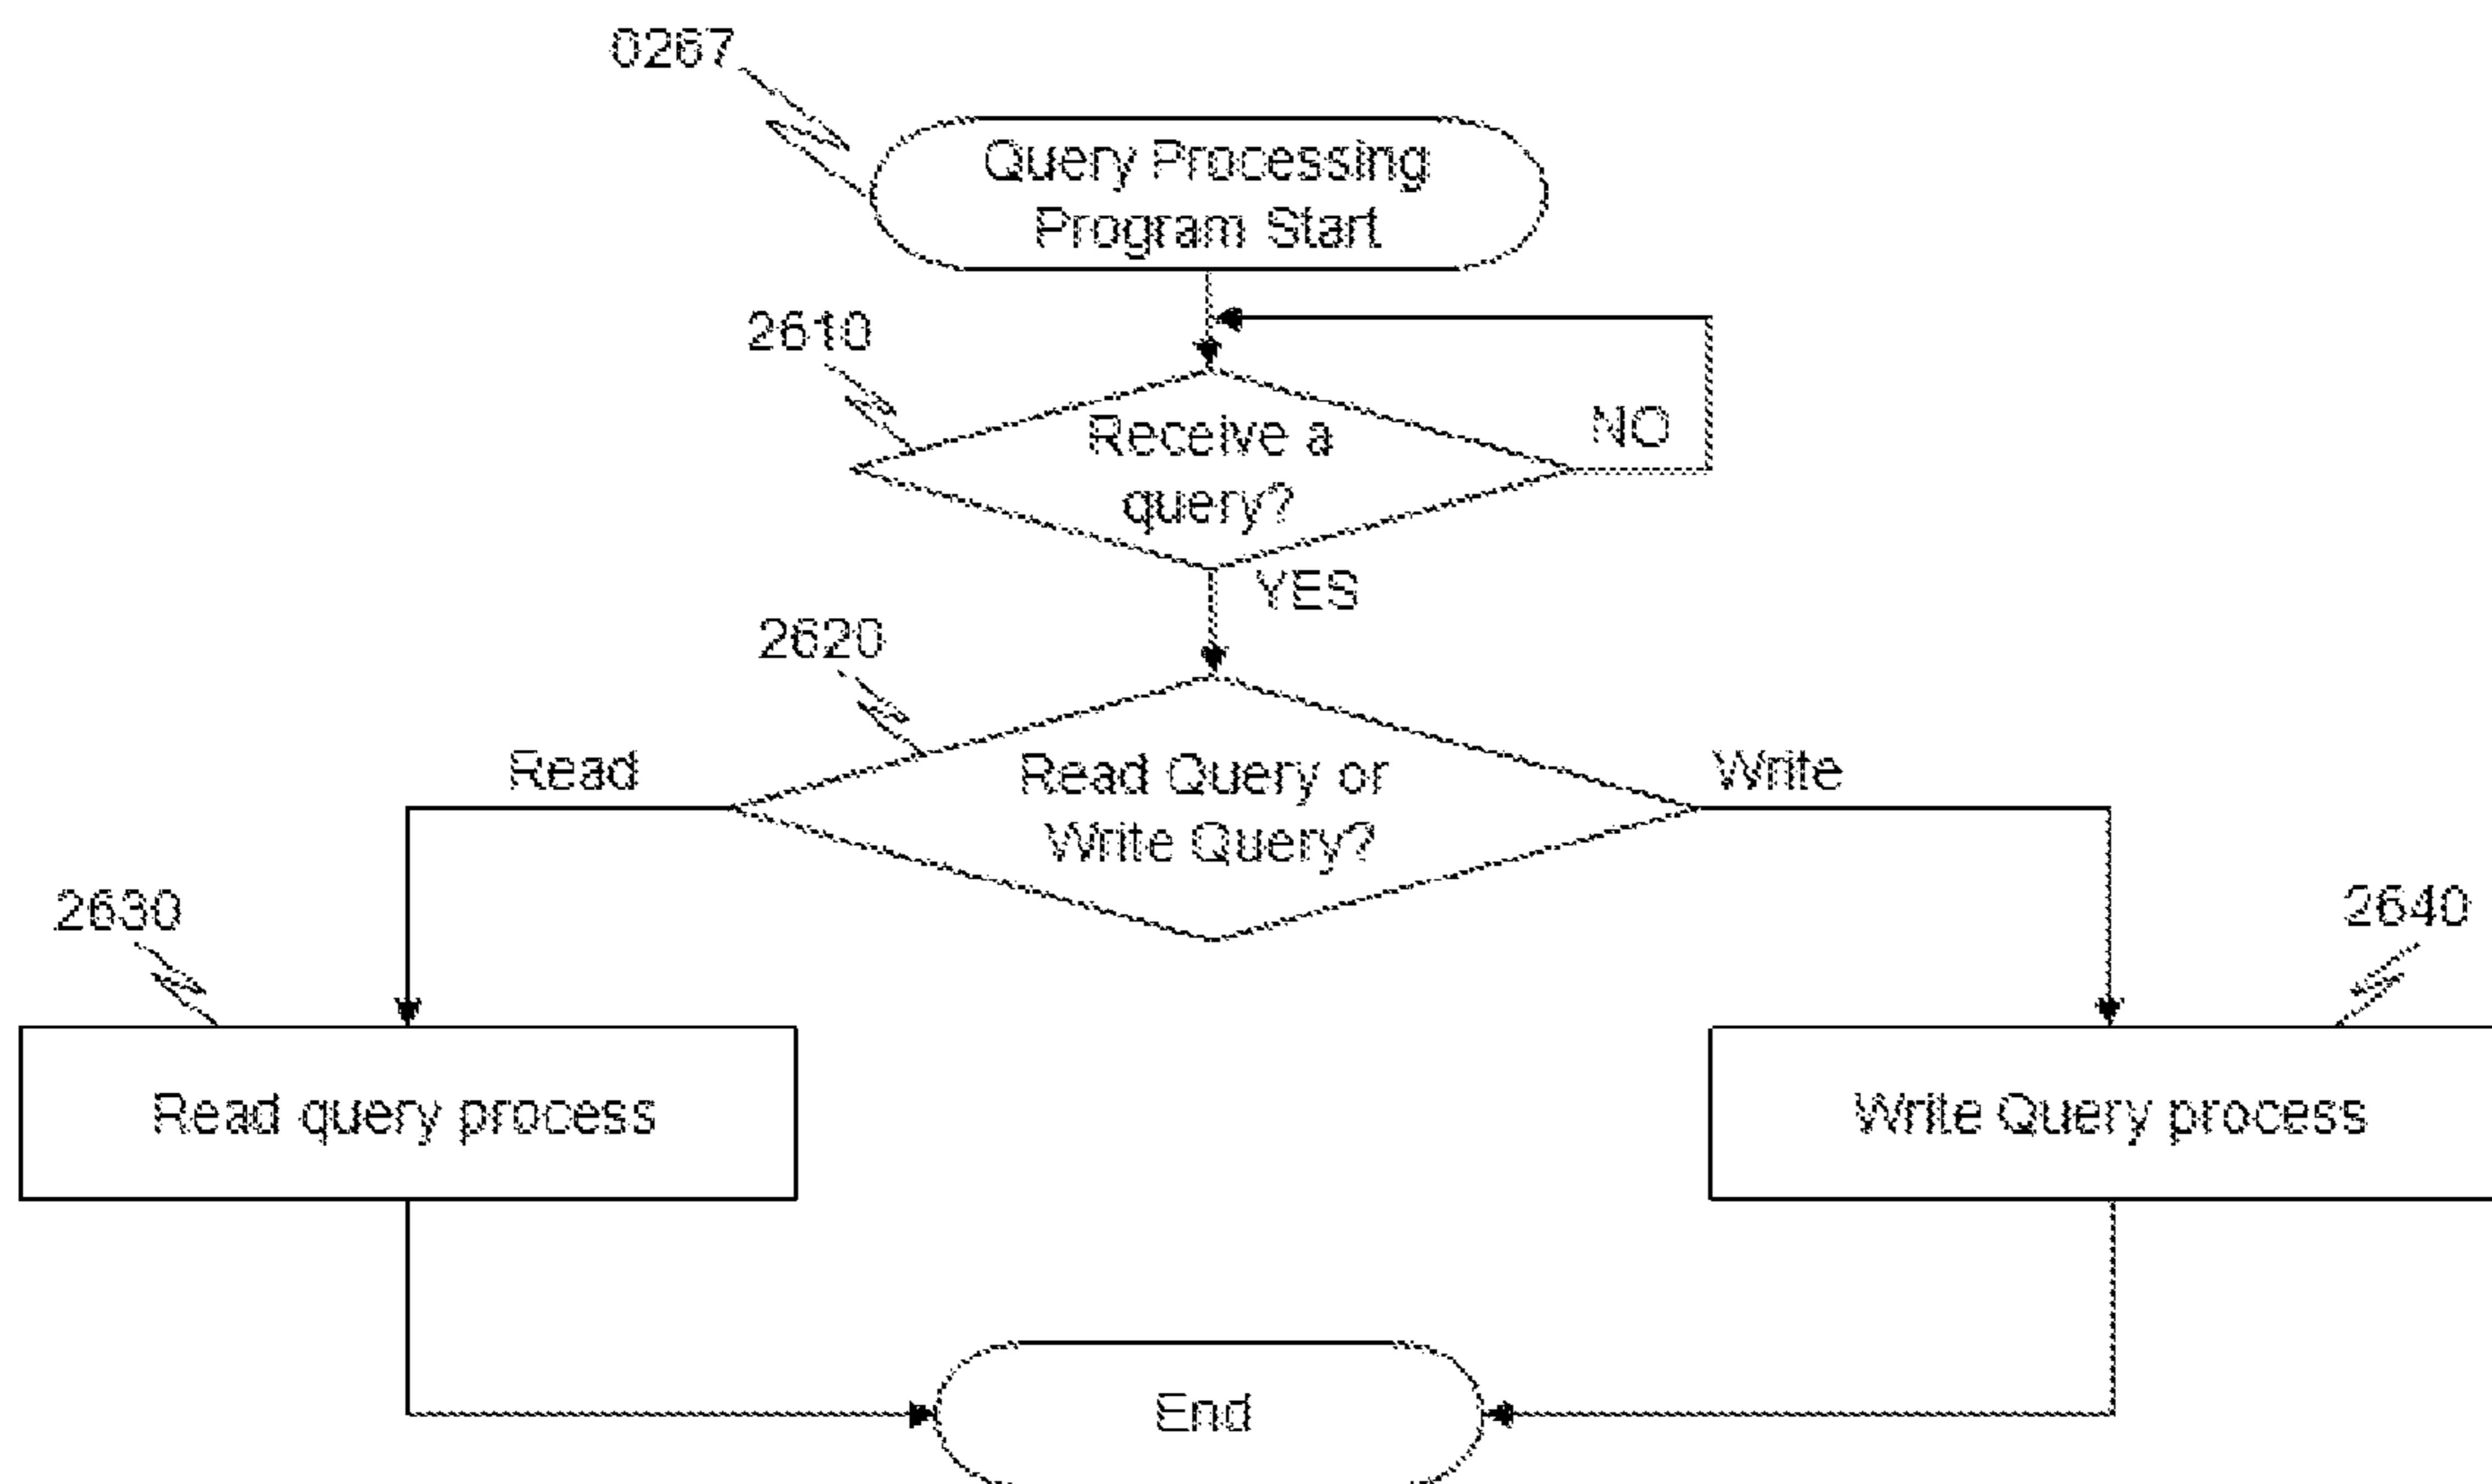 0267
Query Processing
Program Start
2610
Receive a
query?
NO
YES
2620
Read
Read Query or
Write Query?
Write
2630
2640
Read query process
Write Query process
End